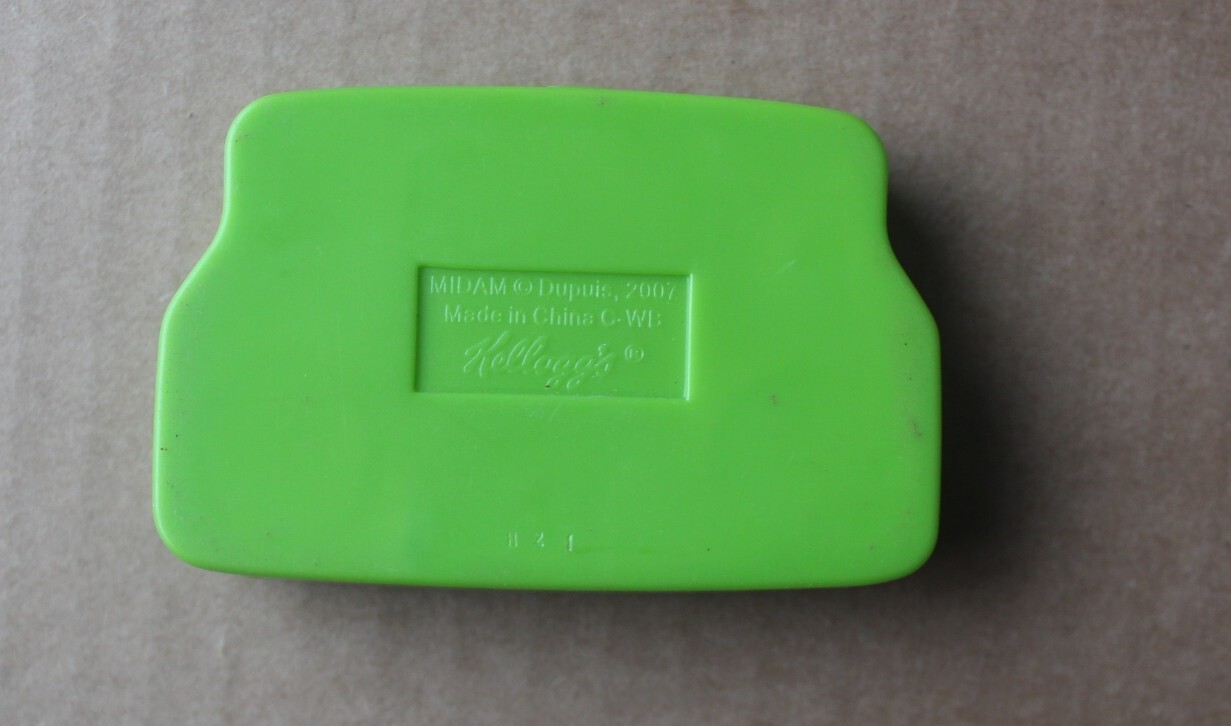 MIDAM © Dupuis, 2007
Made in China C-WB
Kellogg's ®